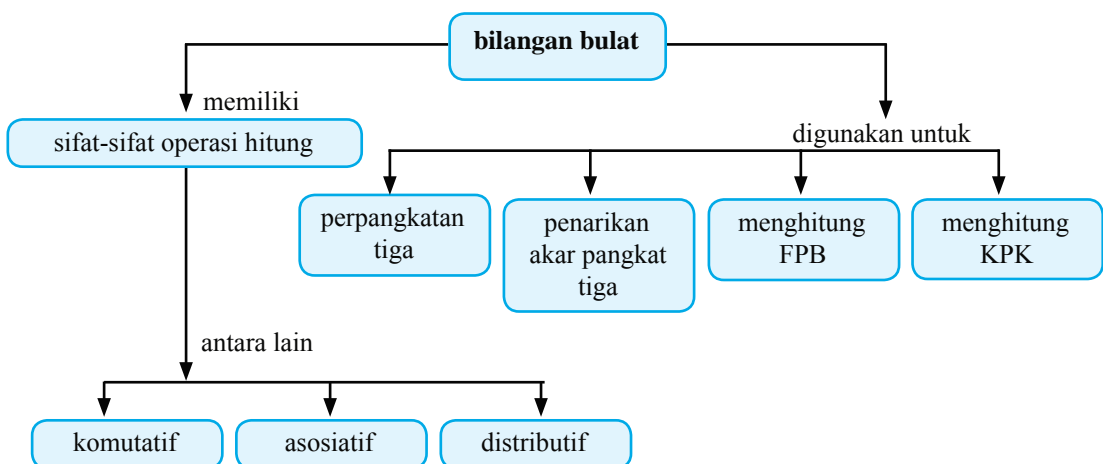 bilangan bulat
memiliki
sifat-sifat operasi hitung
digunakan untuk
perpangkatan
tiga
penarikan
akar pangkat
tiga
menghitung
FPB
menghitung
KPK
antara lain
komutatif
asosiatif
distributif